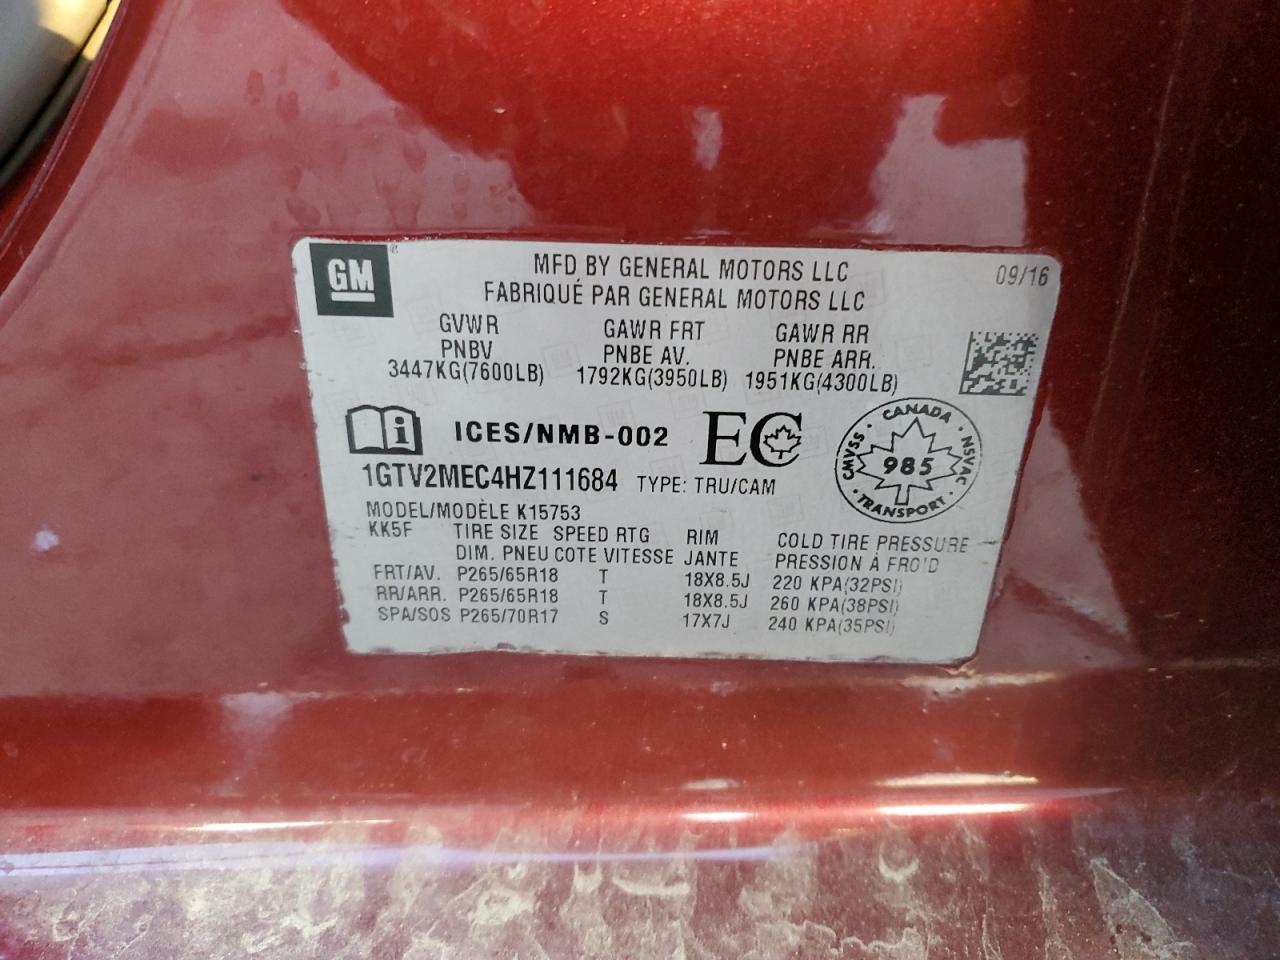 GM
MFD BY GENERAL MOTORS LLC
09/16
FABRIQUÉ PAR GENERAL MOTORS LLC
GVWR GAWR FRT GAWR RR
PNBV PNBE AV. PNBE ARR.
3447KG(7600LB) 1792KG(3950LB) 1951KG(4300LB)
i ICES/NMB-002 EC
CANADA
CMVSS · NSVAC
985
· TRANSPORT ·
1GTV2MEC4HZ111684 TYPE: TRU/CAM
MODEL/MODÈLE K15753
KK5F TIRE SIZE SPEED RTG RIM COLD TIRE PRESSURE
DIM. PNEU COTE VITESSE JANTE PRESSION À FROID
FRT/AV. P265/65R18 T 18X8.5J 220 KPA(32PSI)
RR/ARR. P265/65R18 T 18X8.5J 260 KPA(38PSI)
SPA/SOS P265/70R17 S 17X7J 240 KPA(35PSI)